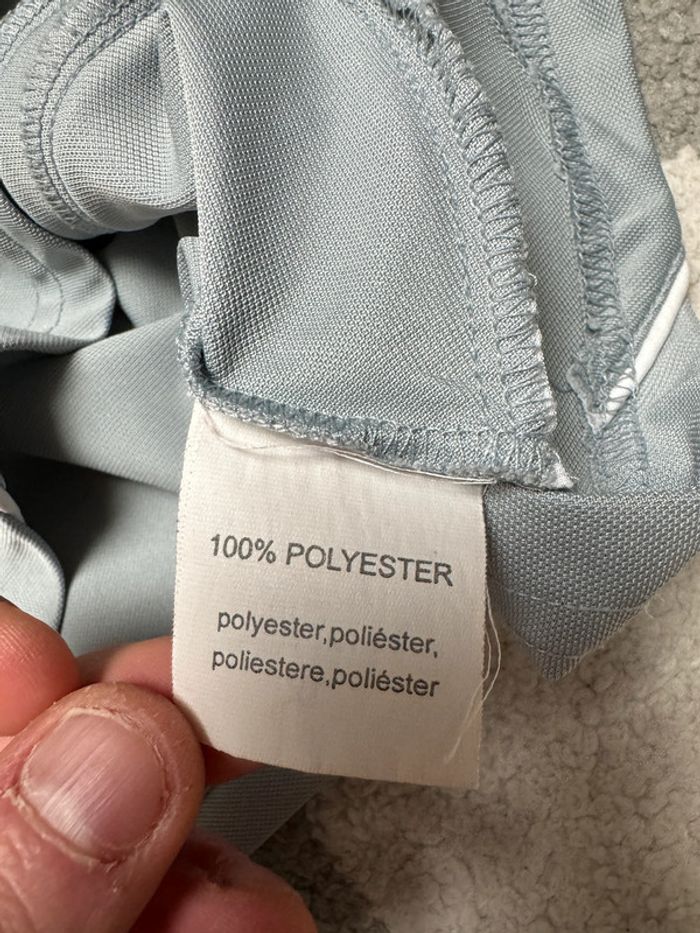 100% POLYESTER
polyester,poliéster,
poliestere,poliéster